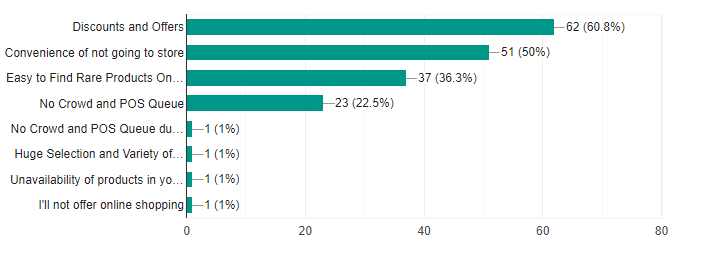 Discounts and Offers 62 (60.8%)
Convenience of not going to store 51 (50%)
Easy to Find Rare Products On… 37 (36.3%)
No Crowd and POS Queue 23 (22.5%)
No Crowd and POS Queue du… 1 (1%)
Huge Selection and Variety of… 1 (1%)
Unavailability of products in yo… 1 (1%)
I'll not offer online shopping 1 (1%)
0 20 40 60 80